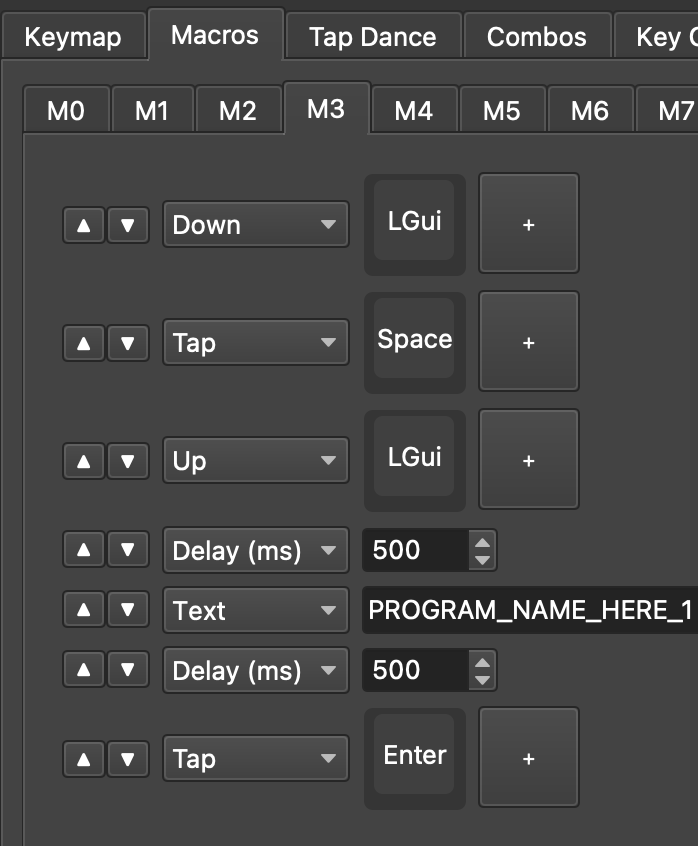 Keymap Macros Tap Dance Combos Key
M0 M1 M2 M3 M4 M5 M6 M7
Down LGui +
Tap Space +
Up LGui +
Delay (ms) 500
Text PROGRAM_NAME_HERE_1
Delay (ms) 500
Tap Enter +